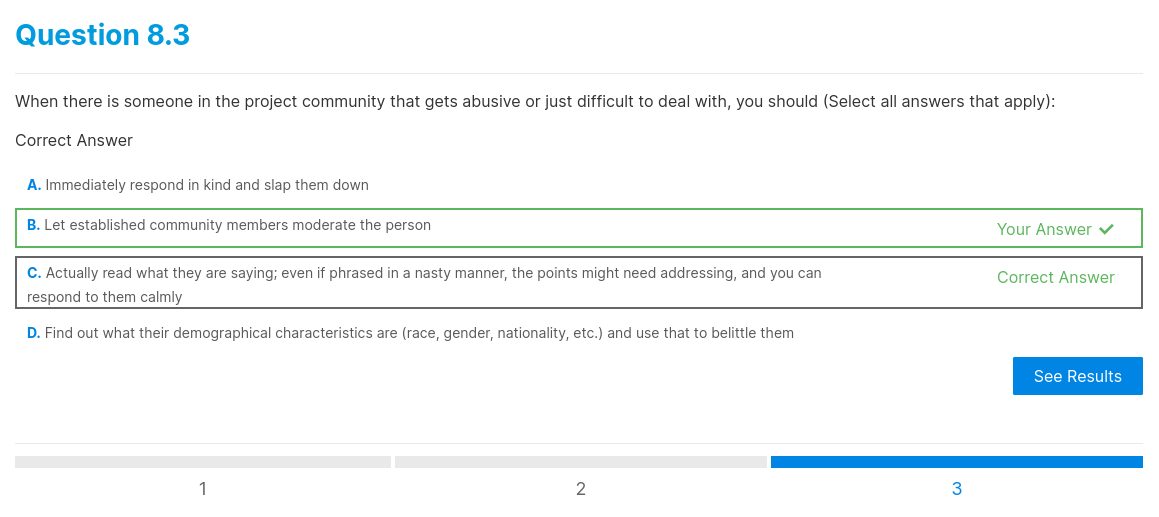 Question 8.3
When there is someone in the project community that gets abusive or just difficult to deal with, you should (Select all answers that apply):
Correct Answer
A. Immediately respond in kind and slap them down
B. Let established community members moderate the person
Your Answer ✓
C. Actually read what they are saying; even if phrased in a nasty manner, the points might need addressing, and you can
respond to them calmly
Correct Answer
D. Find out what their demographical characteristics are (race, gender, nationality, etc.) and use that to belittle them
See Results
1
2
3